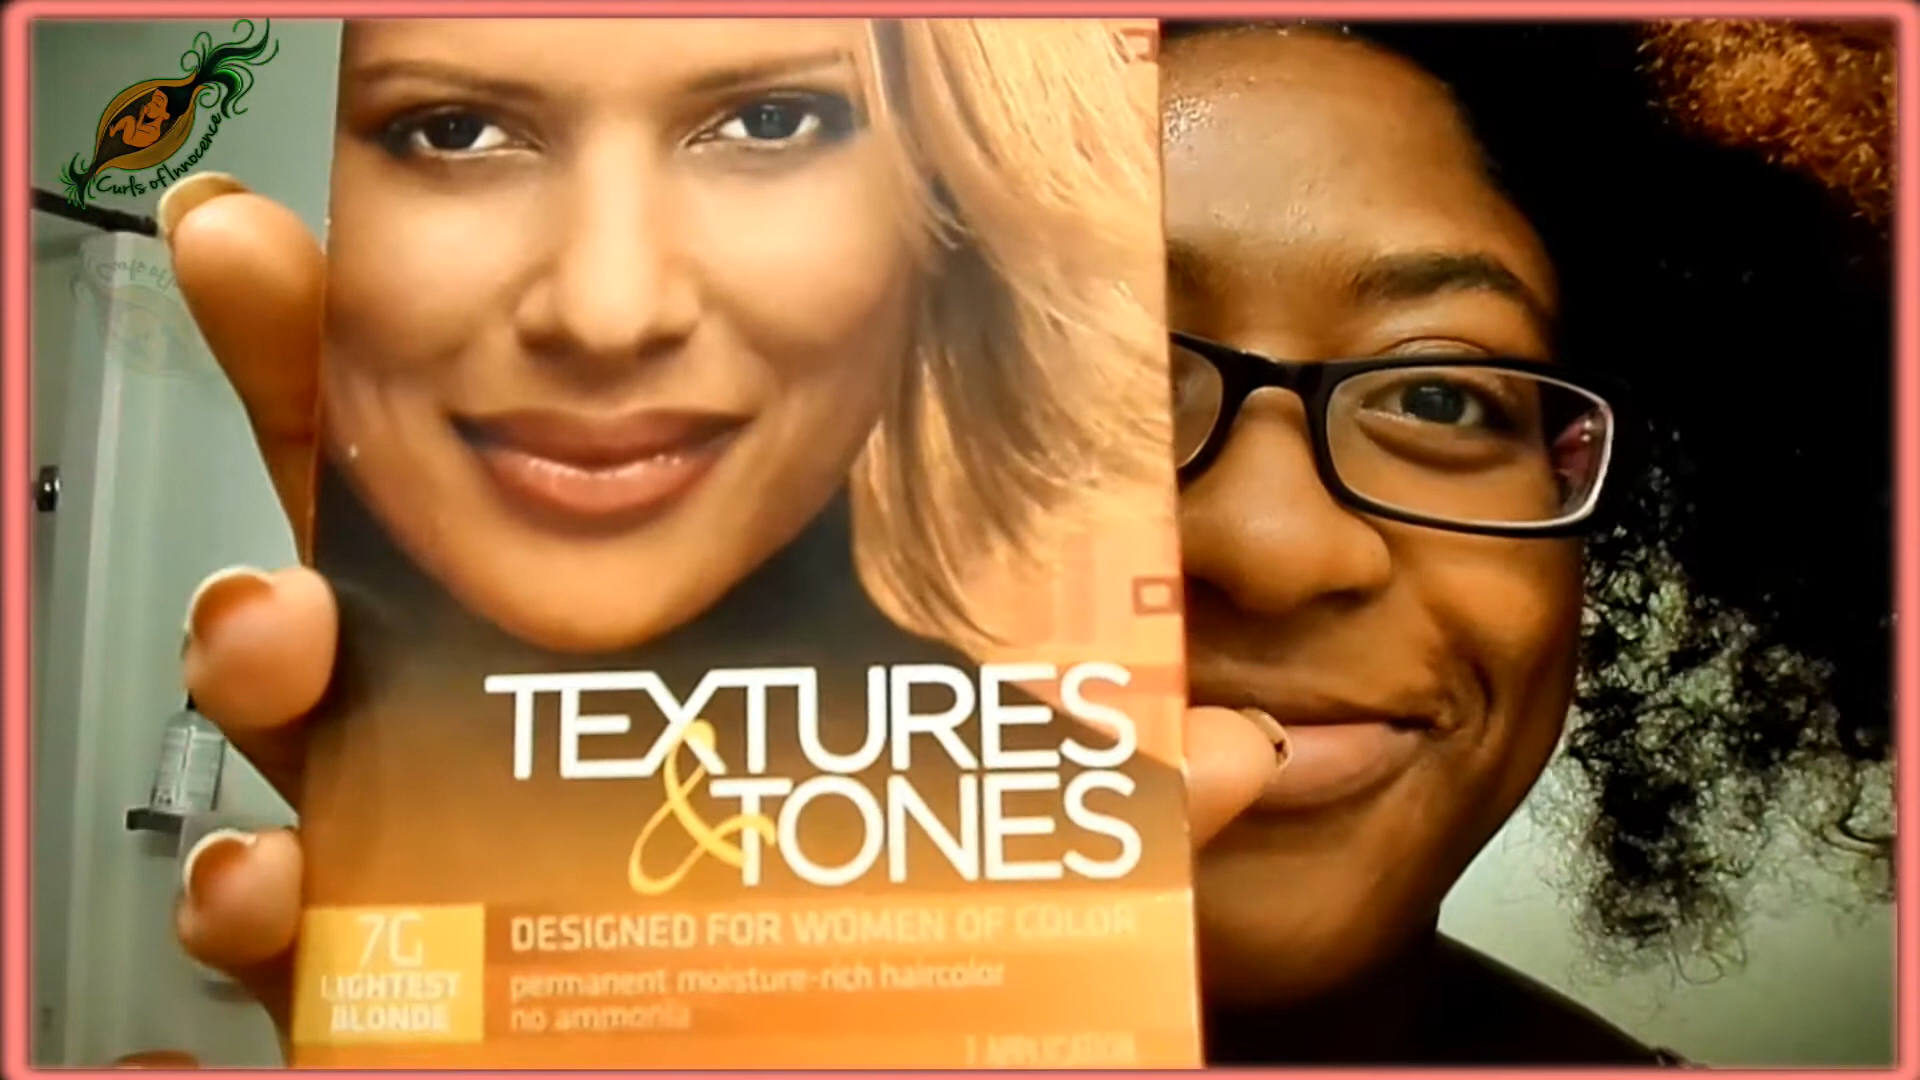 Curls of Innocence
TEXTURES
& TONES
7G
LIGHTEST
BLONDE
DESIGNED FOR WOMEN OF COLOR
permanent moisture-rich haircolor
no ammonia
1 APPLICATION